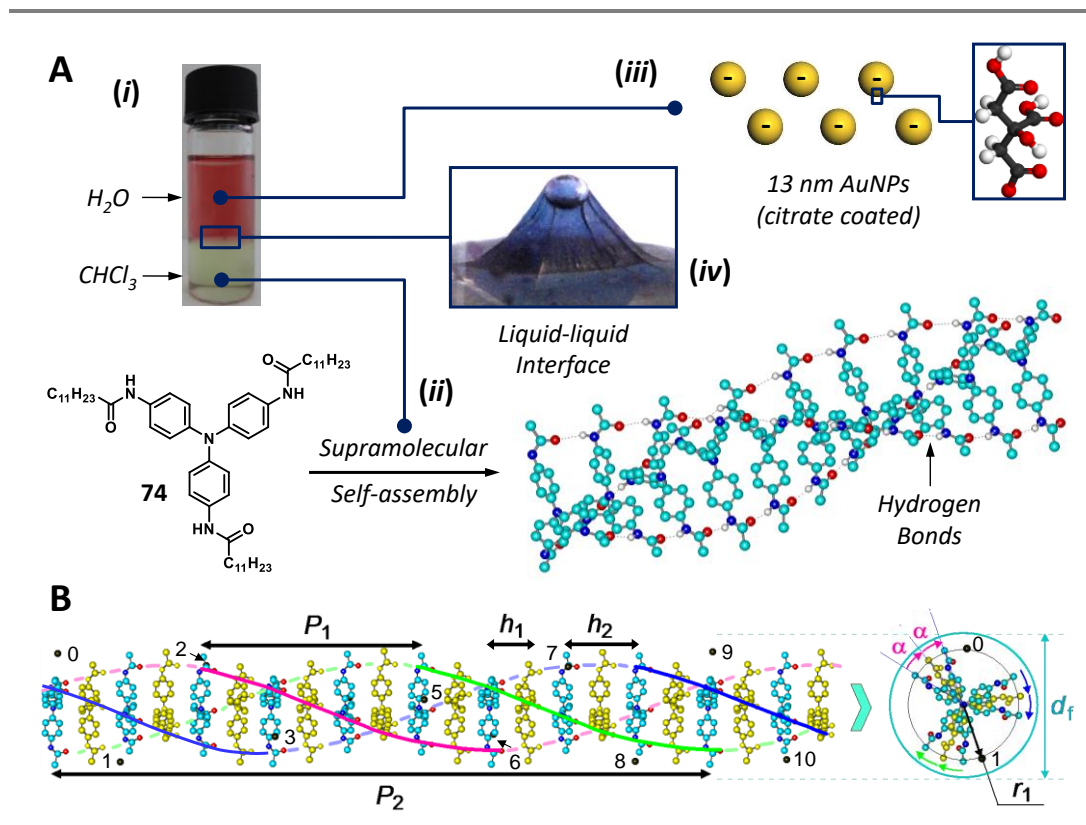 A
(i)
H2O
CHCl3
(iii)
- - -
- - -
13 nm AuNPs
(citrate coated)
(iv)
Liquid-liquid
Interface
C11H23
O
NH
H
N
C11H23
O
N
74
NH
O
C11H23
(ii)
Supramolecular
Self-assembly
Hydrogen
Bonds
B
P1
h1
h2
0
2
7
9
5
3
1
6
8
10
P2
α
α
0
df
1
r1